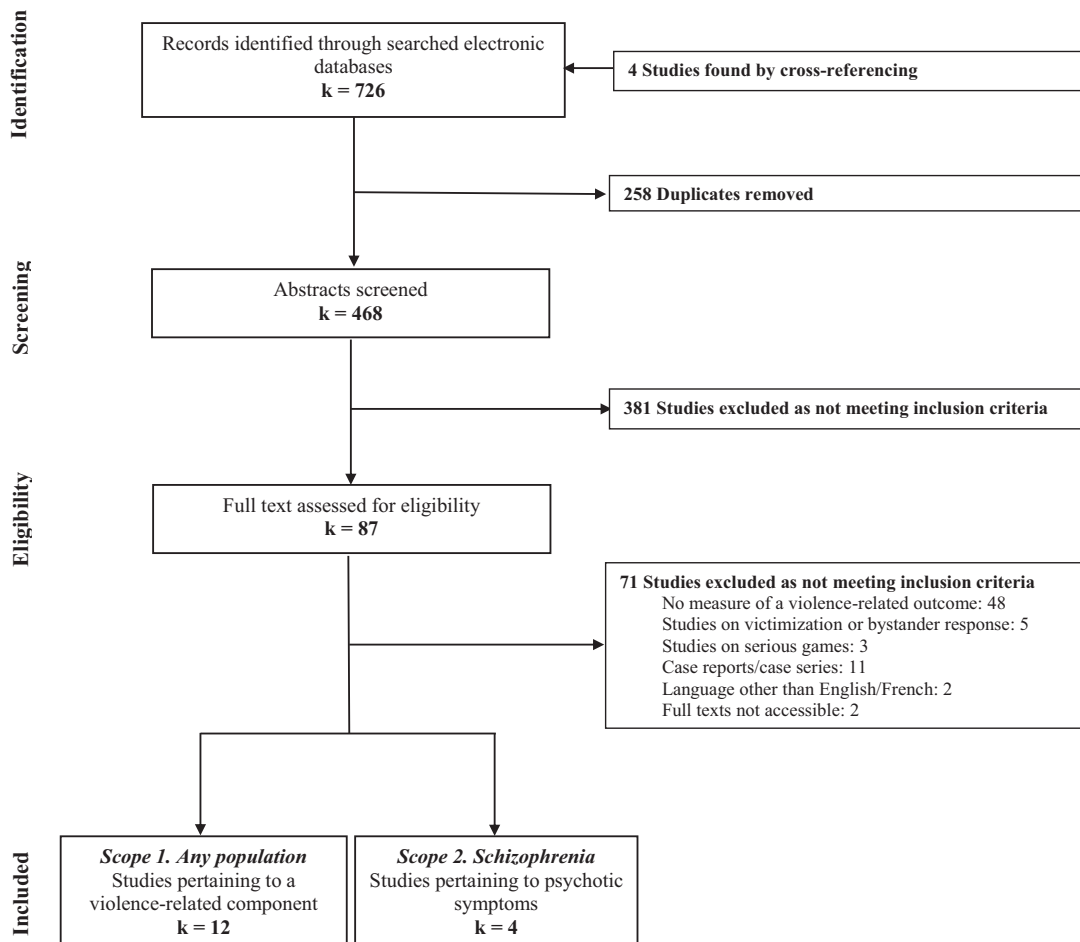 Identification
Records identified through searched electronic
databases
k = 726
4 Studies found by cross-referencing
258 Duplicates removed
Screening
Abstracts screened
k = 468
381 Studies excluded as not meeting inclusion criteria
Eligibility
Full text assessed for eligibility
k = 87
71 Studies excluded as not meeting inclusion criteria
No measure of a violence-related outcome: 48
Studies on victimization or bystander response: 5
Studies on serious games: 3
Case reports/case series: 11
Language other than English/French: 2
Full texts not accessible: 2
Included
Scope 1. Any population
Studies pertaining to a
violence-related component
k = 12
Scope 2. Schizophrenia
Studies pertaining to psychotic
symptoms
k = 4